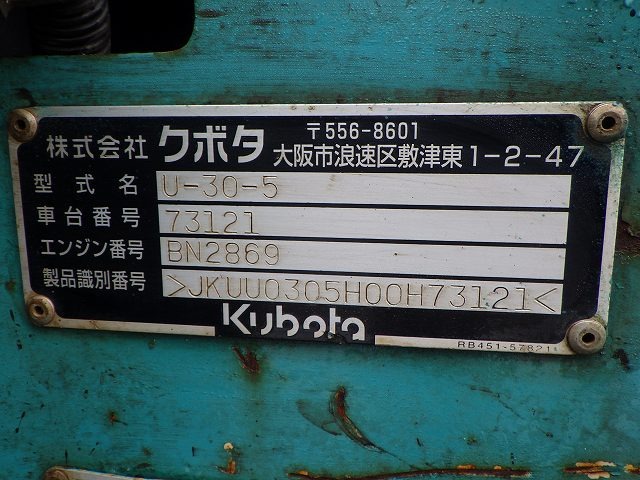 〒556-8601
株式会社 クボタ 大阪市浪速区敷津東1-2-47
型式名 U-30-5
車台番号 73121
エンジン番号 BN2869
製品識別番号 >JKUU0305H00H73121<
Kubota